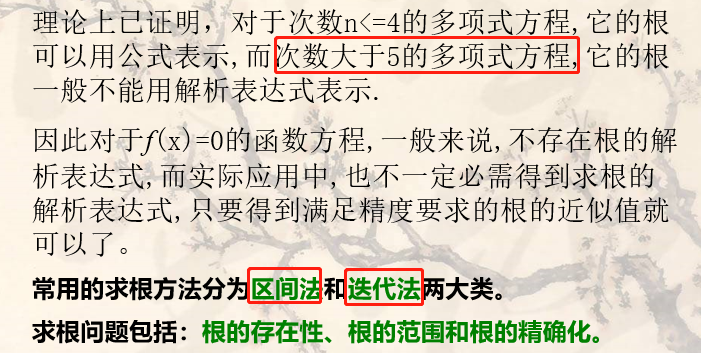 理论上已证明，对于次数n<=4的多项式方程,它的根
可以用公式表示,而次数大于5的多项式方程,它的根
一般不能用解析表达式表示.
因此对于f(x)=0的函数方程,一般来说,不存在根的解
析表达式,而实际应用中,也不一定必需得到求根的
解析表达式,只要得到满足精度要求的根的近似值就
可以了。
常用的求根方法分为区间法和迭代法两大类。
求根问题包括：根的存在性、根的范围和根的精确化。